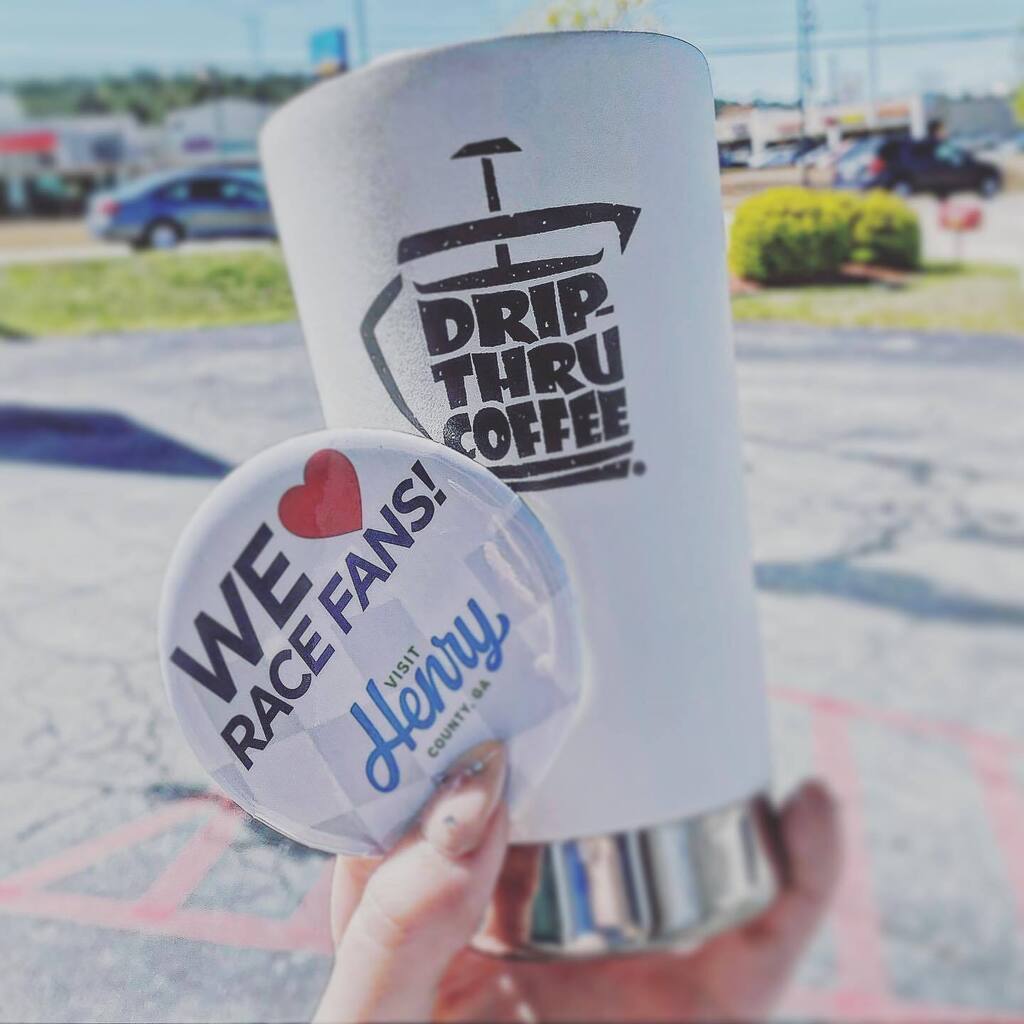 DRIP-
THRU
COFFEE
WE ❤
RACE FANS!
VISIT
Henry
COUNTY, GA